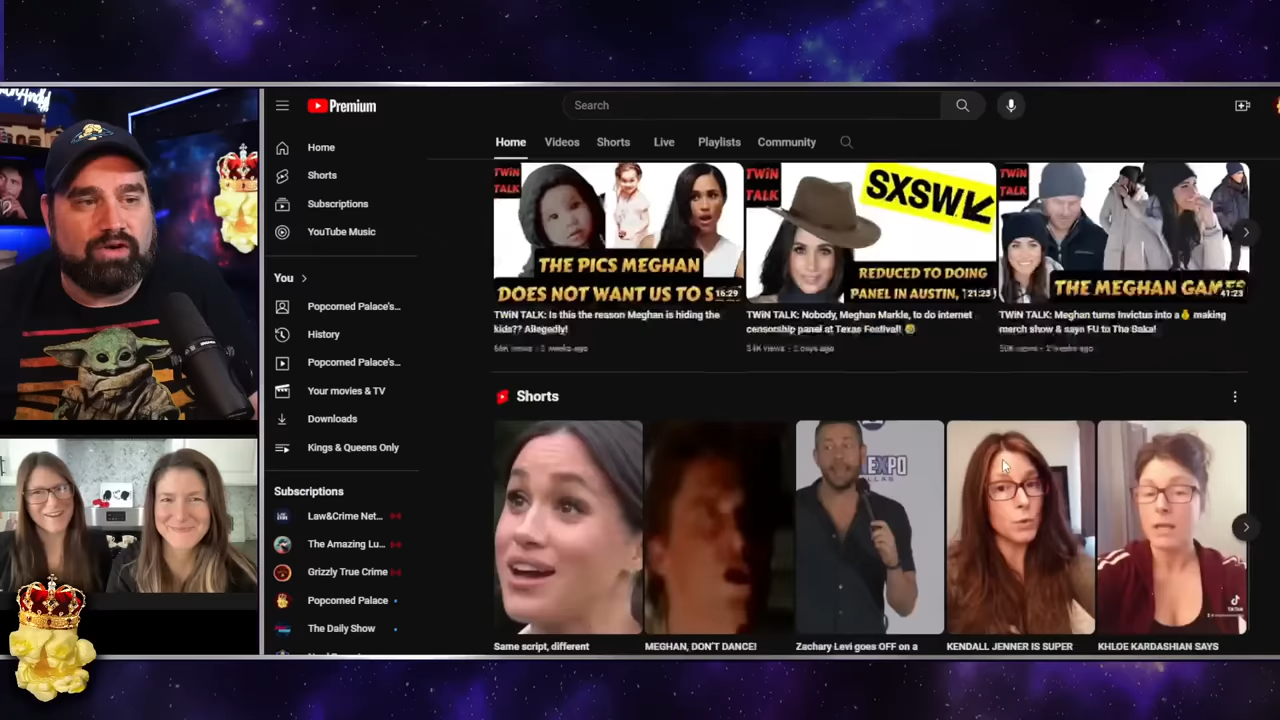 Premium
Search
Home
Videos
Shorts
Live
Playlists
Community
Home
Shorts
Subscriptions
YouTube Music
You
Popcorned Palace's...
History
Popcorned Palace's...
Your movies & TV
Downloads
Kings & Queens Only
Subscriptions
Law&Crime Net...
The Amazing Lu...
Grizzly True Crime
Popcorned Palace
The Daily Show
TWiN
TALK
THE PICS MEGHAN
DOES NOT WANT US TO S
16:29
TWiN TALK: Is this the reason Meghan is hiding the
kids?? Allegedly!
TWiN
TALK
SXSW
REDUCED TO DOING
PANEL IN AUSTIN,
21:23
TWiN TALK: Nobody, Meghan Markle, to do internet
censorship panel at Texas Festival!
TWiN
TALK
THE MEGHAN GAMES
41:23
TWiN TALK: Meghan turns Invictus into a making
merch show & says FU to Tha Baka!
Shorts
EXPO
Same script, different
MEGHAN, DON'T DANCE!
Zachary Levi goes OFF on a
KENDALL JENNER IS SUPER
KHLOE KARDASHIAN SAYS
TikTok